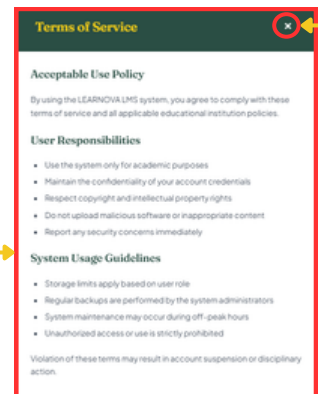 Terms of Service
×
Acceptable Use Policy
By using the LEARNOVA LMS system, you agree to comply with these
terms of service and all applicable educational institution policies.
User Responsibilities
Use the system only for academic purposes
Maintain the confidentiality of your account credentials
Respect copyright and intellectual property rights
Do not upload malicious software or inappropriate content
Report any security concerns immediately
System Usage Guidelines
Storage limits apply based on user role
Regular backups are performed by the system administrators
System maintenance may occur during off-peak hours
Unauthorized access or use is strictly prohibited
Violation of these terms may result in account suspension or disciplinary
action.